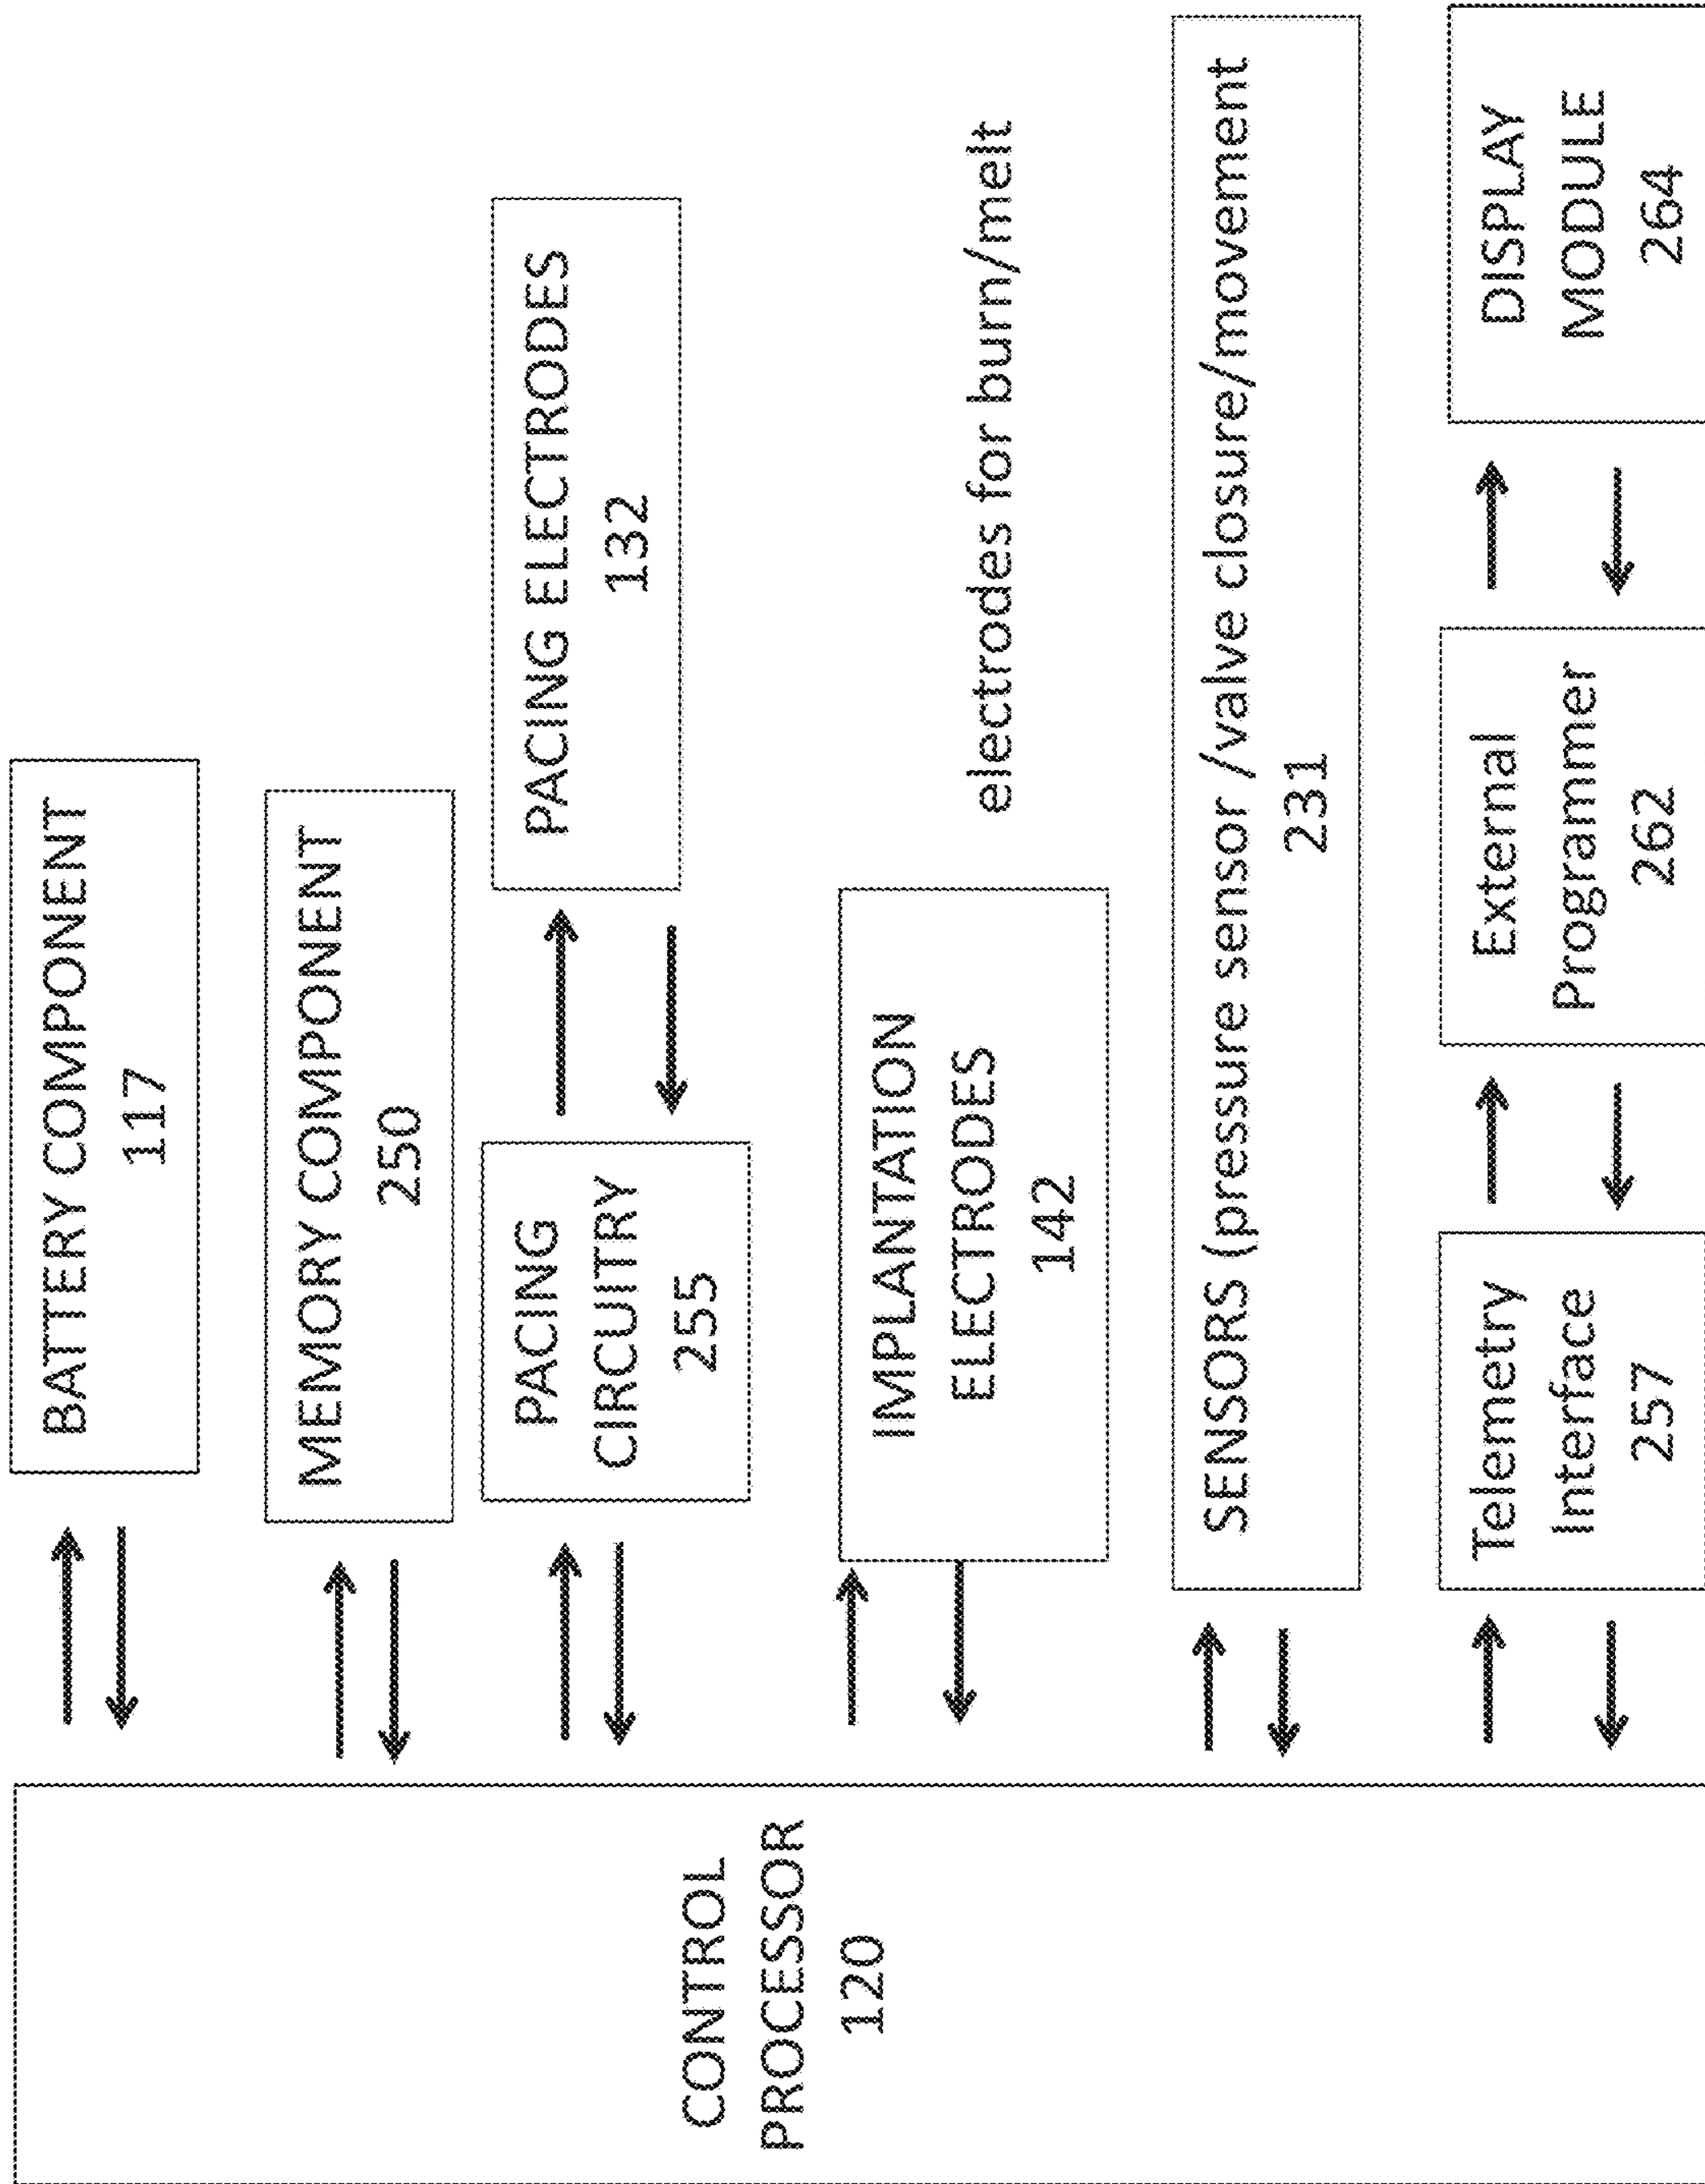 CONTROL
PROCESSOR
120
BATTERY COMPONENT
117
MEMORY COMPONENT
250
PACING
CIRCUITRY
255
PACING ELECTRODES
132
IMPLANTATION
ELECTRODES
142
electrodes for burn/melt
SENSORS (pressure sensor /valve closure/movement
231
Telemetry
Interface
257
External
Programmer
262
DISPLAY
MODULE
264